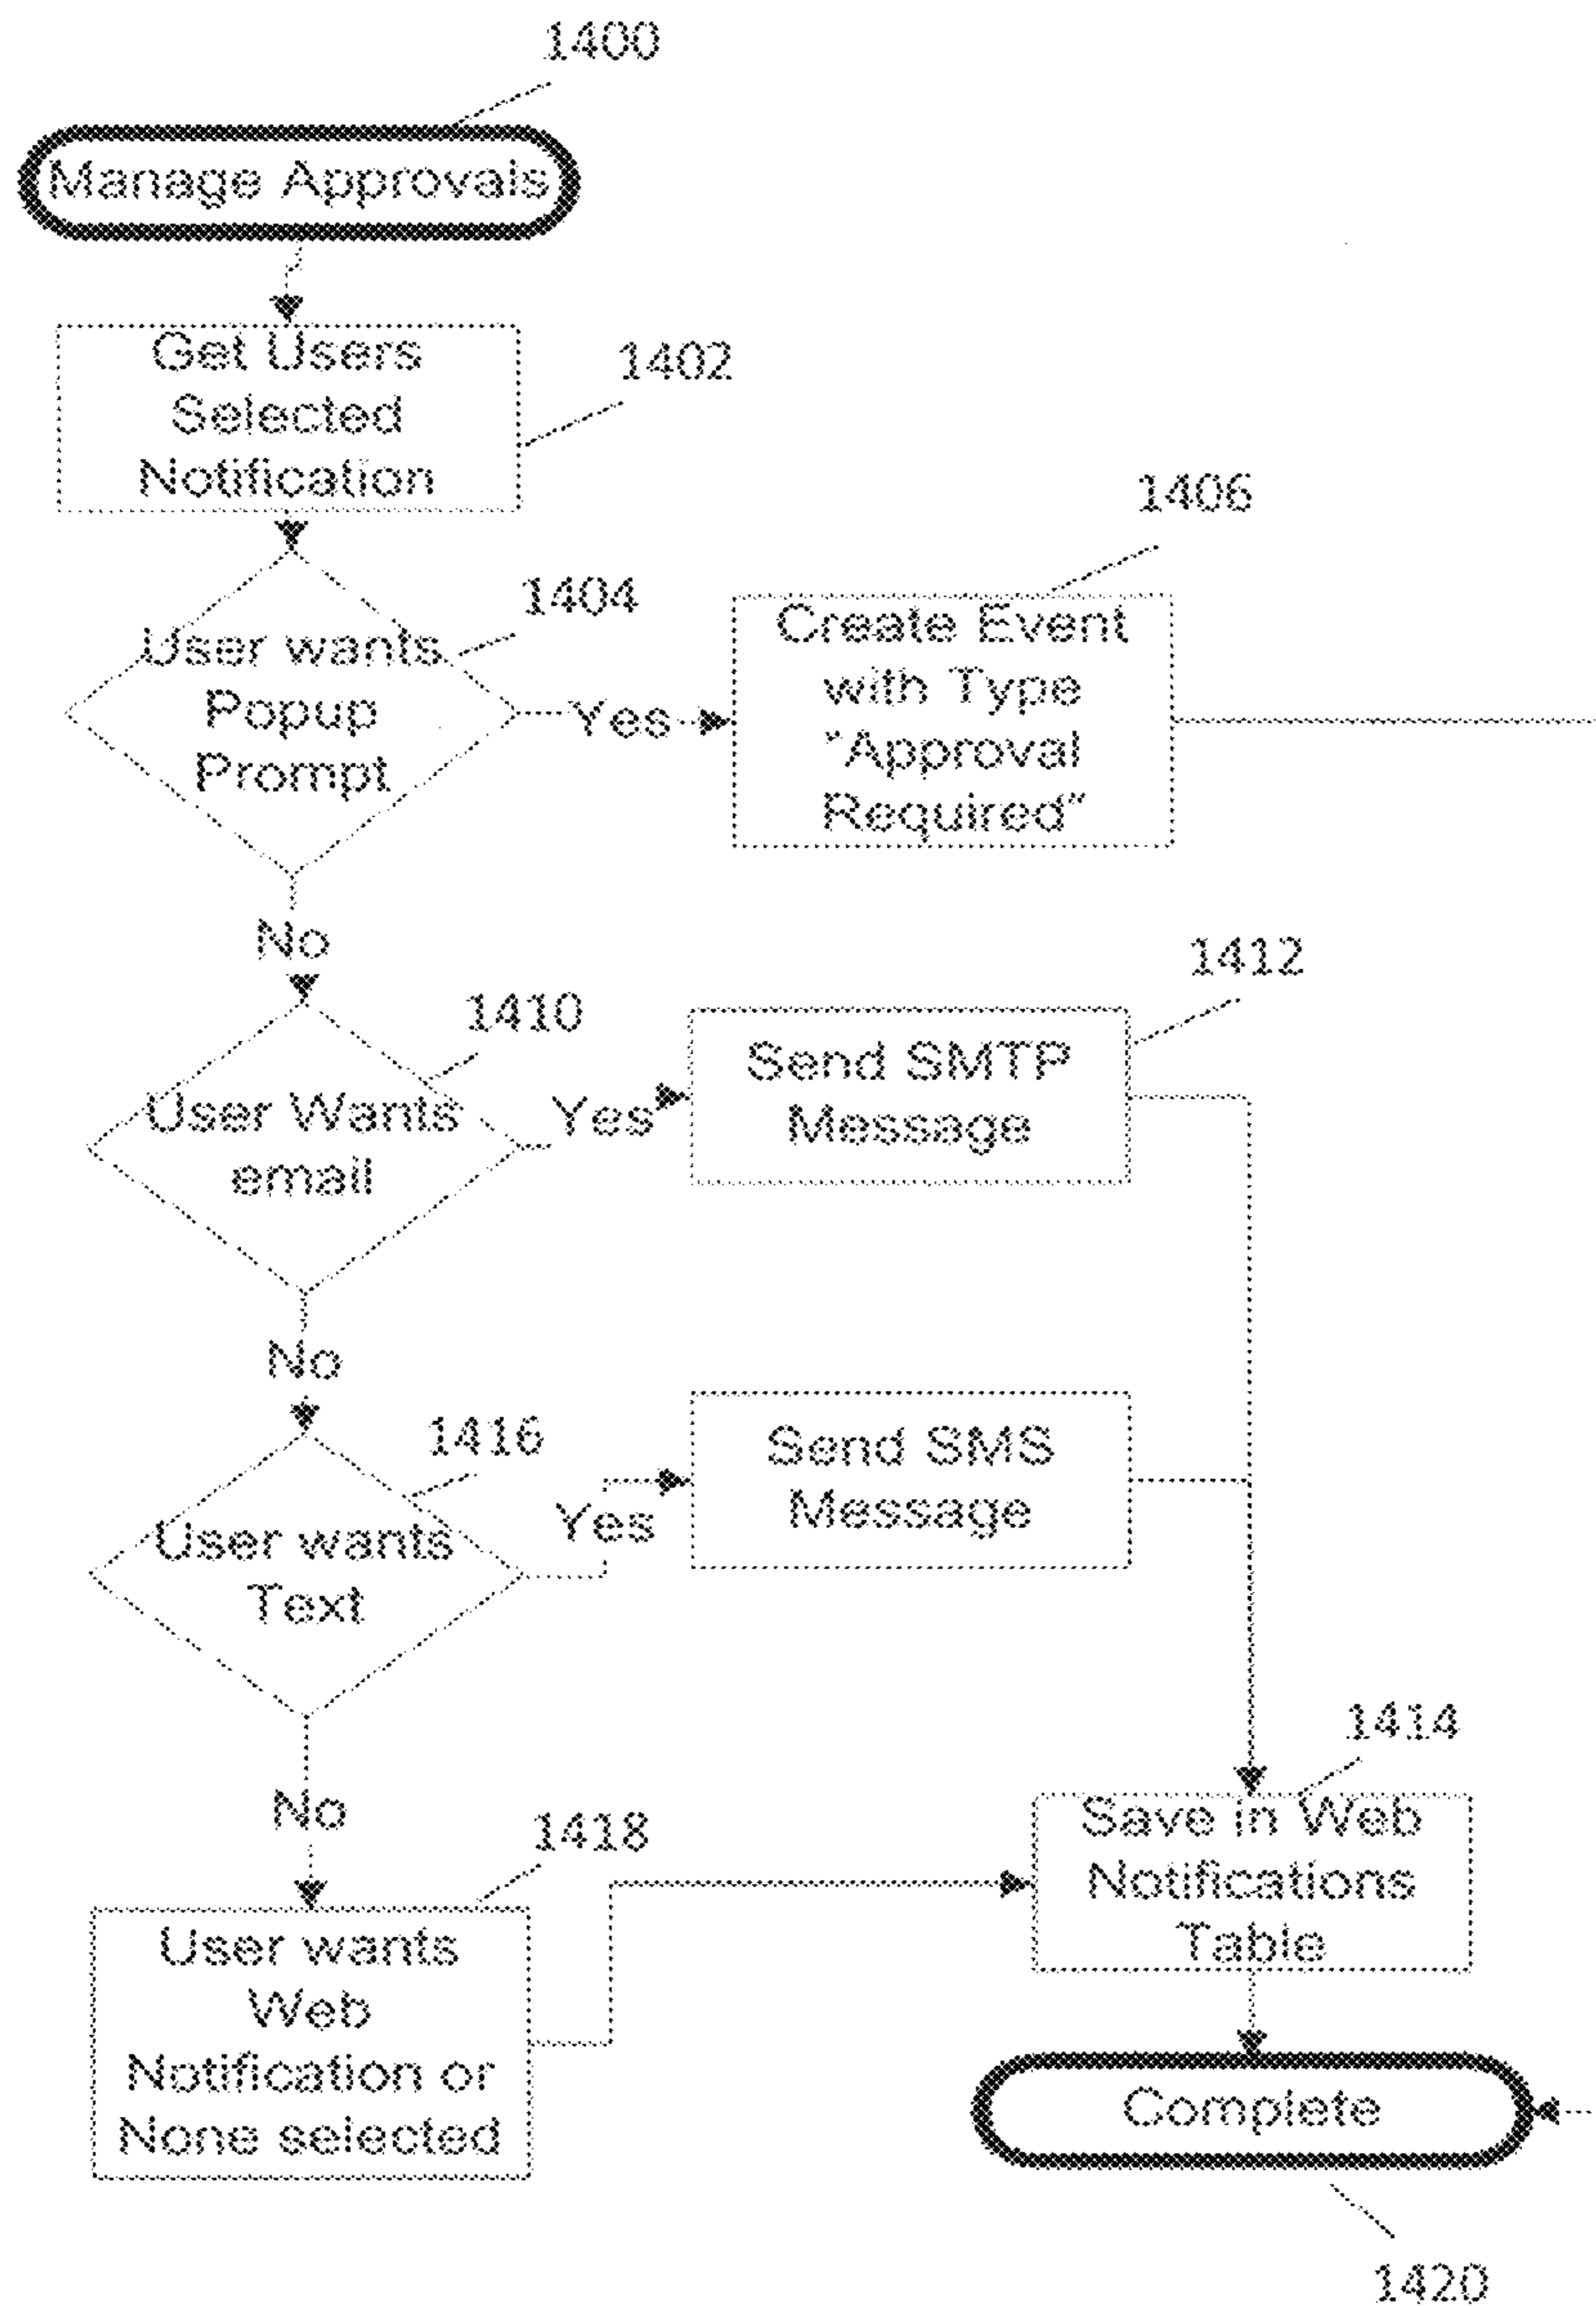 1400
Manage Approvals
Get Users
Selected
Notification
1402
1404
User wants
Popup
Prompt
Yes
1406
Create Event
with Type
“Approval
Required”
No
1410
User Wants
email
Yes
1412
Send SMTP
Message
No
1416
User wants
Text
Yes
Send SMS
Message
No
1418
User wants
Web
Notification or
None selected
1414
Save in Web
Notifications
Table
Complete
1420